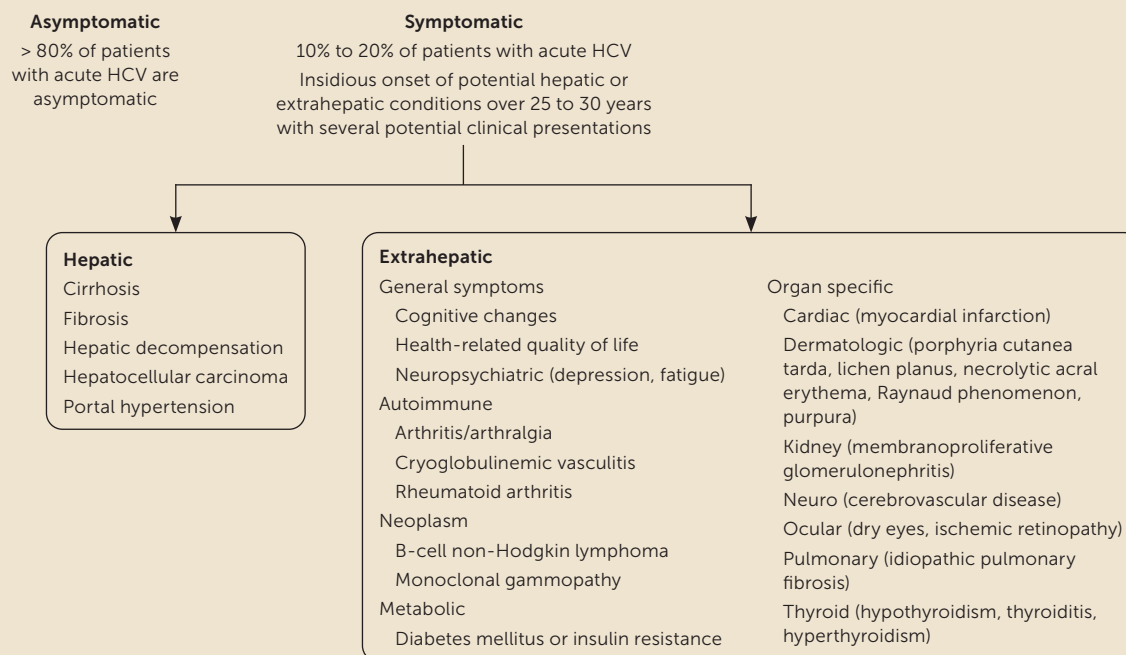 Asymptomatic
> 80% of patients
with acute HCV are
asymptomatic
Symptomatic
10% to 20% of patients with acute HCV
Insidious onset of potential hepatic or
extrahepatic conditions over 25 to 30 years
with several potential clinical presentations
Hepatic
Cirrhosis
Fibrosis
Hepatic decompensation
Hepatocellular carcinoma
Portal hypertension
Extrahepatic
General symptoms
Cognitive changes
Health-related quality of life
Neuropsychiatric (depression, fatigue)
Autoimmune
Arthritis/arthralgia
Cryoglobulinemic vasculitis
Rheumatoid arthritis
Neoplasm
B-cell non-Hodgkin lymphoma
Monoclonal gammopathy
Metabolic
Diabetes mellitus or insulin resistance
Organ specific
Cardiac (myocardial infarction)
Dermatologic (porphyria cutanea
tarda, lichen planus, necrolytic acral
erythema, Raynaud phenomenon,
purpura)
Kidney (membranoproliferative
glomerulonephritis)
Neuro (cerebrovascular disease)
Ocular (dry eyes, ischemic retinopathy)
Pulmonary (idiopathic pulmonary
fibrosis)
Thyroid (hypothyroidism, thyroiditis,
hyperthyroidism)